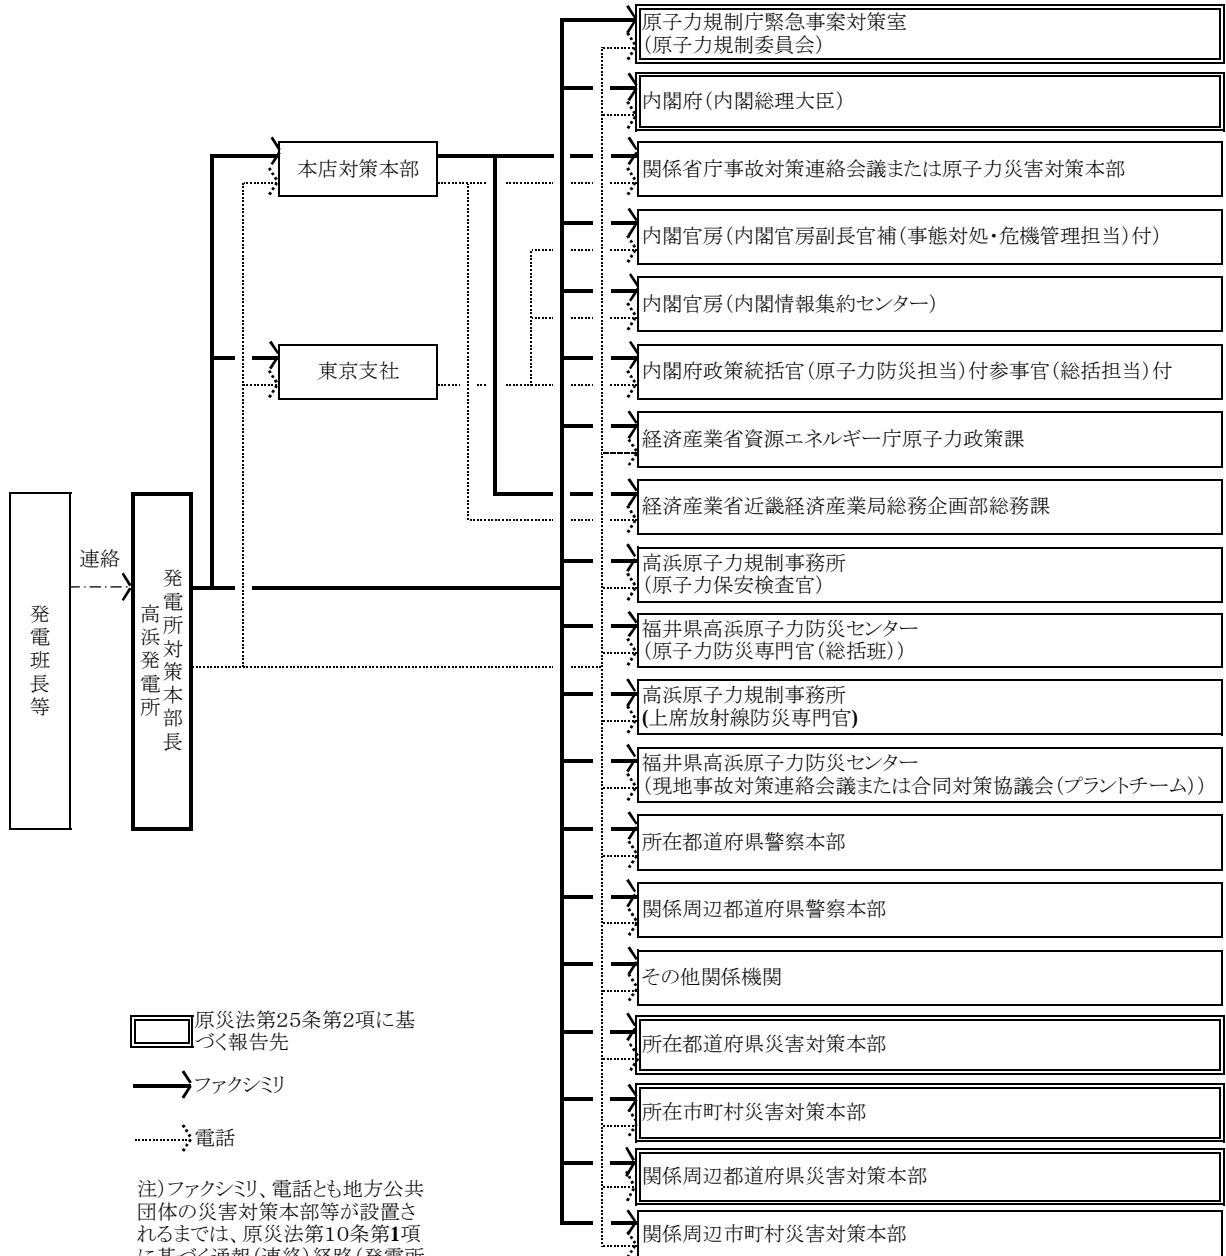 原子力規制庁緊急事案対策室
(原子力規制委員会)
内閣府(内閣総理大臣)
本店対策本部
関係省庁事故対策連絡会議または原子力災害対策本部
内閣官房(内閣官房副長官補(事態対処・危機管理担当)付)
内閣官房(内閣情報集約センター)
東京支社
内閣府政策統括官(原子力防災担当)付参事官(総括担当)付
経済産業省資源エネルギー庁原子力政策課
経済産業省近畿経済産業局総務企画部総務課
発電班長等
連絡
発電所対策本部長
高浜発電所
高浜原子力規制事務所
(原子力保安検査官)
福井県高浜原子力防災センター
(原子力防災専門官(総括班))
高浜原子力規制事務所
(上席放射線防災専門官)
福井県高浜原子力防災センター
(現地事故対策連絡会議または合同対策協議会(プラントチーム))
所在都道府県警察本部
関係周辺都道府県警察本部
その他関係機関
所在都道府県災害対策本部
所在市町村災害対策本部
関係周辺都道府県災害対策本部
関係周辺市町村災害対策本部
原災法第25条第2項に基
づく報告先
ファクシミリ
電話
注)ファクシミリ、電話とも地方公共
団体の災害対策本部等が設置さ
れるまでは、原災法第10条第1項
に基づく通報(連絡)経路(発電所